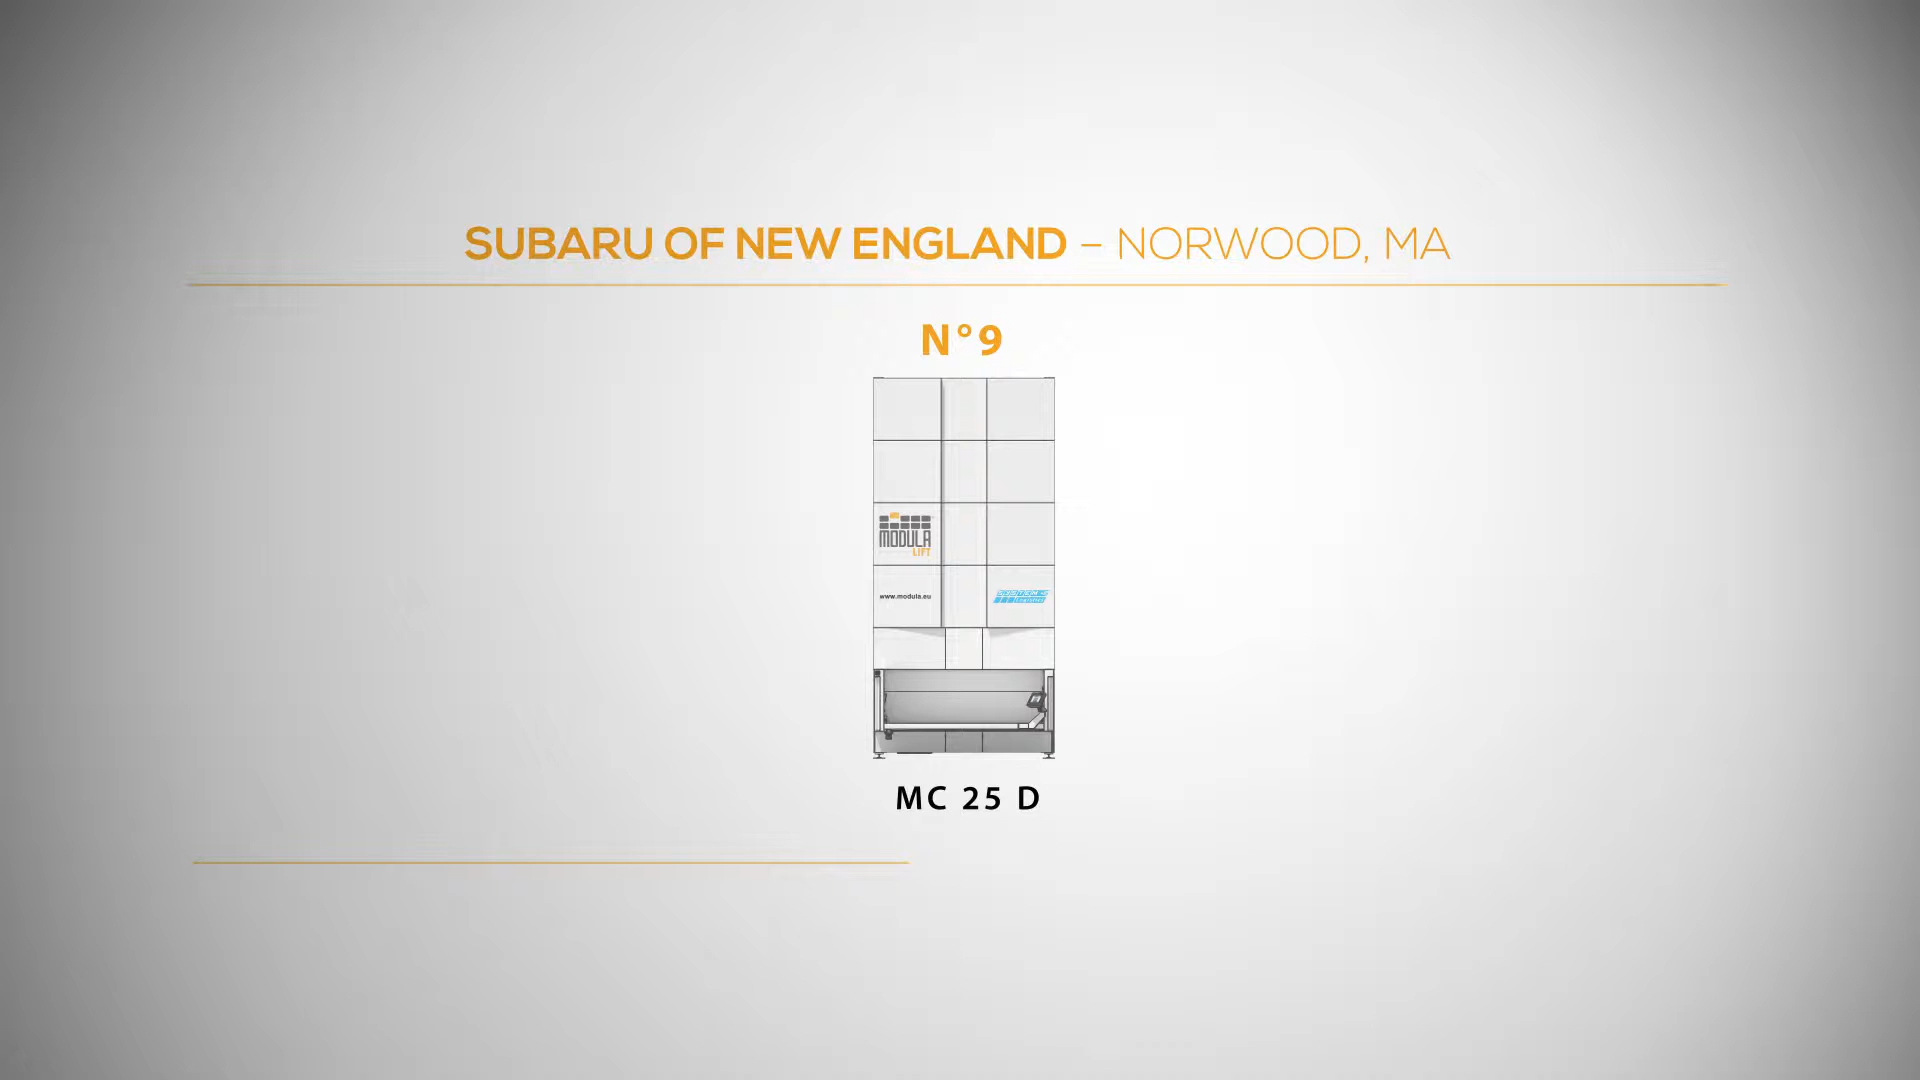 SUBARU OF NEW ENGLAND – NORWOOD, MA
N°9
MODULA
LIFT
www.modula.eu
MC 25 D